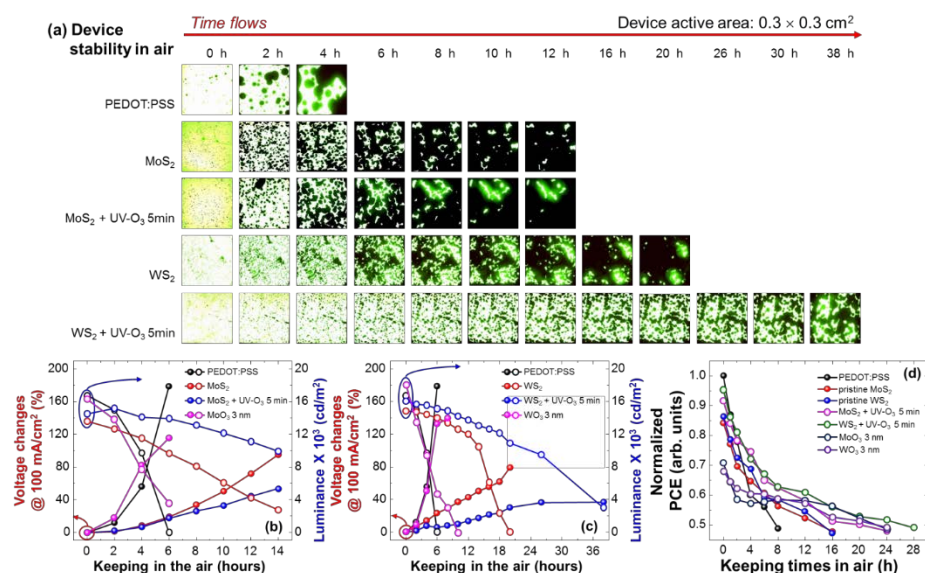 (a) Device stability in air
Time flows
Device active area: 0.3 × 0.3 cm²
0 h 2 h 4 h 6 h 8 h 10 h 12 h 16 h 20 h 26 h 30 h 38 h
PEDOT:PSS
MoS₂
MoS₂ + UV-O₃ 5min
WS₂
WS₂ + UV-O₃ 5min
Voltage changes
@ 100 mA/cm² (%)
200
160
120
80
40
0
PEDOT:PSS
MoS₂
MoS₂ + UV-O₃ 5 min
MoO₃ 3 nm
(b)
20
16
12
8
4
0
Luminance X 10³ (cd/m²)
0 2 4 6 8 10 12 14
Keeping in the air (hours)
Voltage changes
@ 100 mA/cm² (%)
200
160
120
80
40
0
PEDOT:PSS
WS₂
WS₂ + UV-O₃ 5 min
WO₃ 3 nm
(c)
20
16
12
8
4
0
Luminance X 10³ (cd/m²)
0 6 12 18 24 30 36
Keeping in the air (hours)
Normalized
PCE (arb. units)
1.0
0.9
0.8
0.7
0.6
0.5
(d)
PEDOT:PSS
pristine MoS₂
pristine WS₂
MoS₂ + UV-O₃ 5 min
WS₂ + UV-O₃ 5 min
MoO₃ 3 nm
WO₃ 3 nm
0 4 8 12 16 20 24 28
Keeping times in air (h)